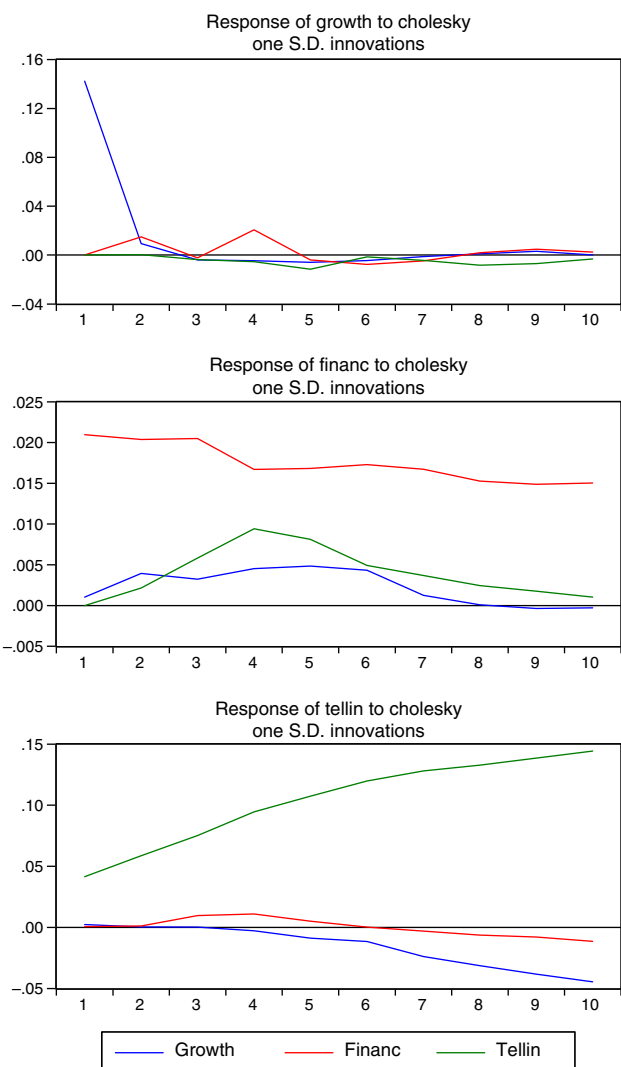 Response of growth to cholesky
one S.D. innovations
.16
.12
.08
.04
.00
–.04
1 2 3 4 5 6 7 8 9 10
Response of financ to cholesky
one S.D. innovations
.025
.020
.015
.010
.005
.000
–.005
1 2 3 4 5 6 7 8 9 10
Response of tellin to cholesky
one S.D. innovations
.15
.10
.05
.00
–.05
1 2 3 4 5 6 7 8 9 10
Growth Financ Tellin